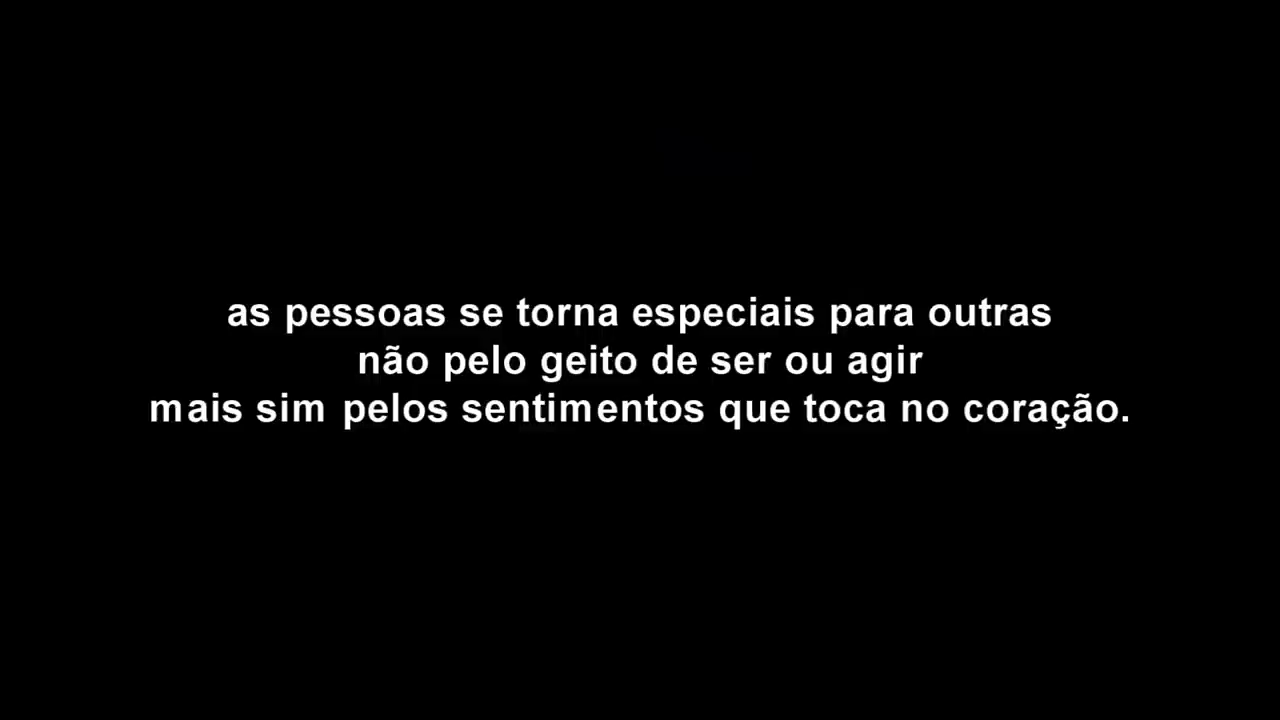 as pessoas se torna especiais para outras
não pelo geito de ser ou agir
mais sim pelos sentimentos que toca no coração.